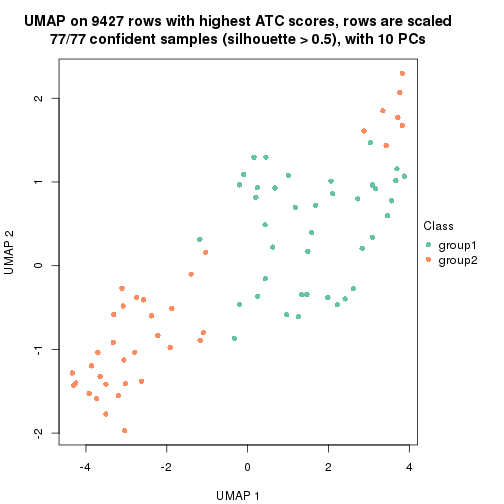 UMAP on 9427 rows with highest ATC scores, rows are scaled
77/77 confident samples (silhouette > 0.5), with 10 PCs
2
1
0
-1
-2
UMAP 2
-4
-2
0
2
4
UMAP 1
Class
group1
group2